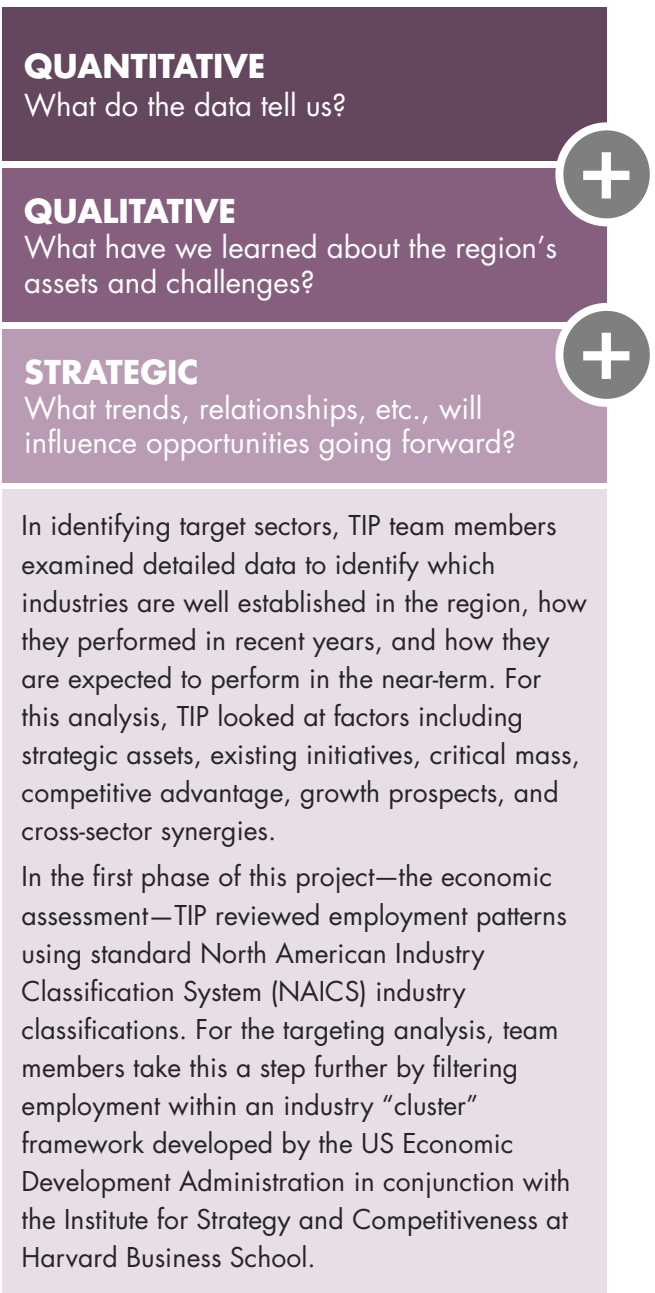 QUANTITATIVE
What do the data tell us?
+
QUALITATIVE
What have we learned about the region’s
assets and challenges?
+
STRATEGIC
What trends, relationships, etc., will
influence opportunities going forward?
In identifying target sectors, TIP team members
examined detailed data to identify which
industries are well established in the region, how
they performed in recent years, and how they
are expected to perform in the near-term. For
this analysis, TIP looked at factors including
strategic assets, existing initiatives, critical mass,
competitive advantage, growth prospects, and
cross-sector synergies.
In the first phase of this project—the economic
assessment—TIP reviewed employment patterns
using standard North American Industry
Classification System (NAICS) industry
classifications. For the targeting analysis, team
members take this a step further by filtering
employment within an industry “cluster”
framework developed by the US Economic
Development Administration in conjunction with
the Institute for Strategy and Competitiveness at
Harvard Business School.